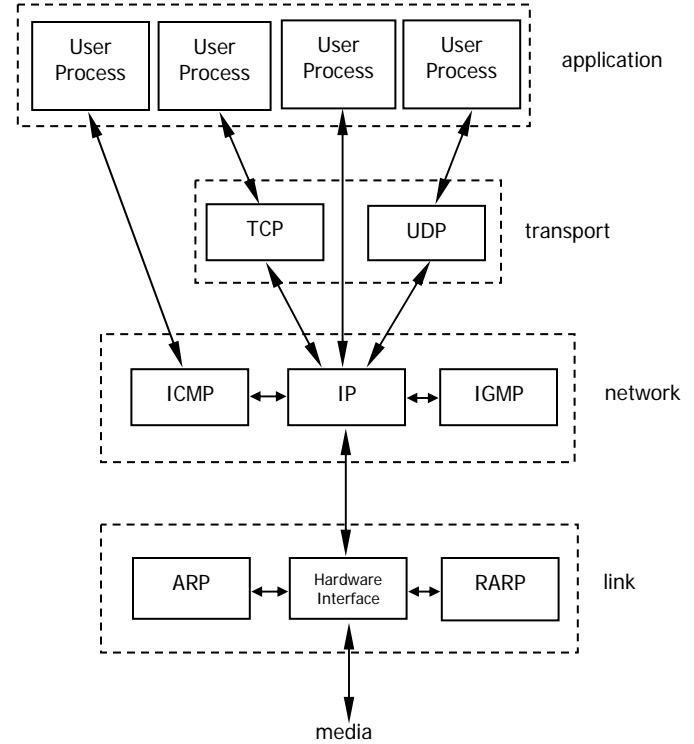 User
Process
User
Process
User
Process
User
Process
application
TCP
UDP
transport
ICMP
IP
IGMP
network
ARP
Hardware
Interface
RARP
link
media